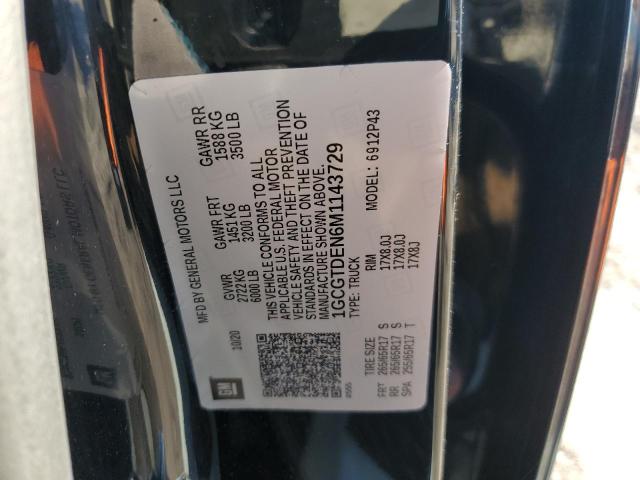 MFD BY GENERAL MOTORS LLC
10/20
GVWR GAWR FRT GAWR RR
2722 KG 1451 KG 1588 KG
6000 LB 3200 LB 3500 LB
THIS VEHICLE CONFORMS TO ALL
APPLICABLE U.S. FEDERAL MOTOR
VEHICLE SAFETY AND THEFT PREVENTION
STANDARDS IN EFFECT ON THE DATE OF
MANUFACTURE SHOWN ABOVE.
1GCGTDEN6M1143729
TYPE: TRUCK MODEL: 6912P43
GM
TIRE SIZE RIM
FRT 265/65R17 S 17X8.0J
RR 265/65R17 S 17X8.0J
SPA 255/65R17 T 17X8J